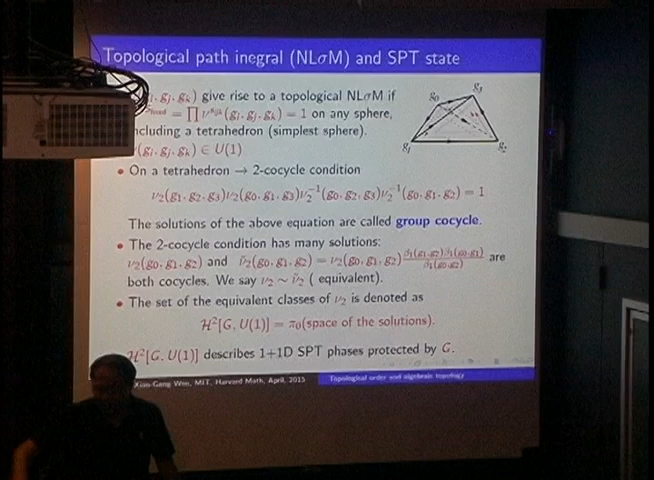 Topological path inegral (NLσM) and SPT state
g_i, g_j, g_k) give rise to a topological NLσM if
= ∏ ν^{s_{ijk}}(g_i, g_j, g_k) = 1 on any sphere,
including a tetrahedron (simplest sphere).
(g_i, g_j, g_k) ∈ U(1)
g_0
g_3
g_1
g_2
• On a tetrahedron → 2-cocycle condition
ν_2(g_1, g_2, g_3)ν_2(g_0, g_1, g_3)ν_2^{-1}(g_0, g_2, g_3)ν_2^{-1}(g_0, g_1, g_2) = 1
The solutions of the above equation are called group cocycle.
• The 2-cocycle condition has many solutions:
ν_2(g_0, g_1, g_2) and ν̃_2(g_0, g_1, g_2) = ν_2(g_0, g_1, g_2) β_1(g_1,g_2)β_1(g_0,g_1)/β_1(g_0,g_2) are
both cocycles. We say ν_2 ∼ ν̃_2 ( equivalent).
• The set of the equivalent classes of ν_2 is denoted as
H^2[G, U(1)] = π_0(space of the solutions).
H^2[G, U(1)] describes 1+1D SPT phases protected by G.
Xiao-Gang Wen, MIT, Harvard Math, April, 2015
Topological order and algebraic topology